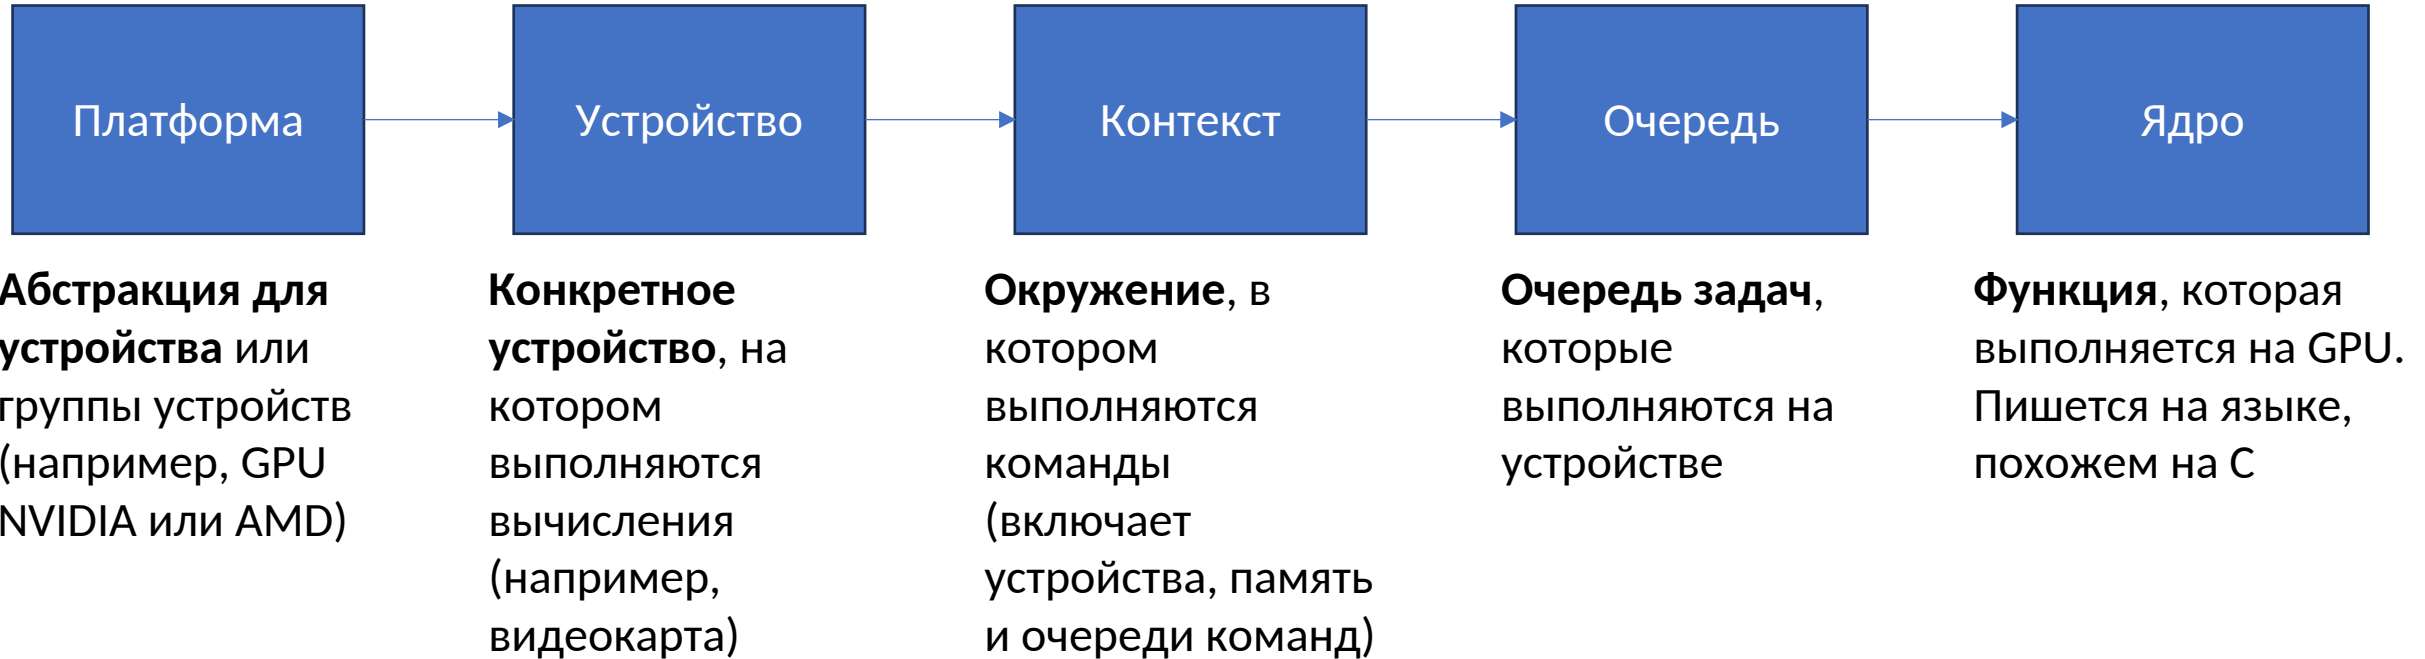 Платформа
Устройство
Контекст
Очередь
Ядро
Абстракция для
устройства или
группы устройств
(например, GPU
NVIDIA или AMD)
Конкретное
устройство, на
котором
выполняются
вычисления
(например,
видеокарта)
Окружение, в
котором
выполняются
команды
(включает
устройства, память
и очереди команд)
Очередь задач,
которые
выполняются на
устройстве
Функция, которая
выполняется на GPU.
Пишется на языке,
похожем на C